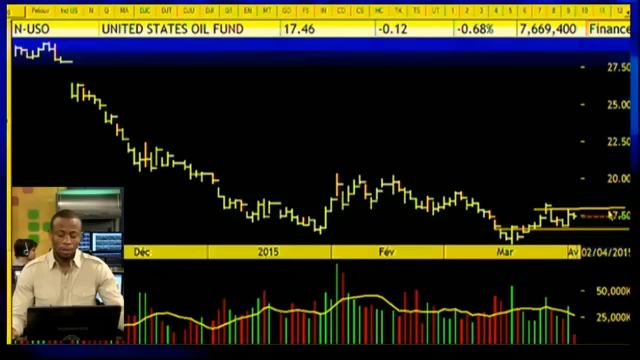 N-USO UNITED STATES OIL FUND 17.46 -0.12 -0.68% 7,669,400 Finance
27.50
25.00
22.50
20.00
17.50
Déc 2015 Fév Mar Av 02/04/2015
50,000K
25,000K